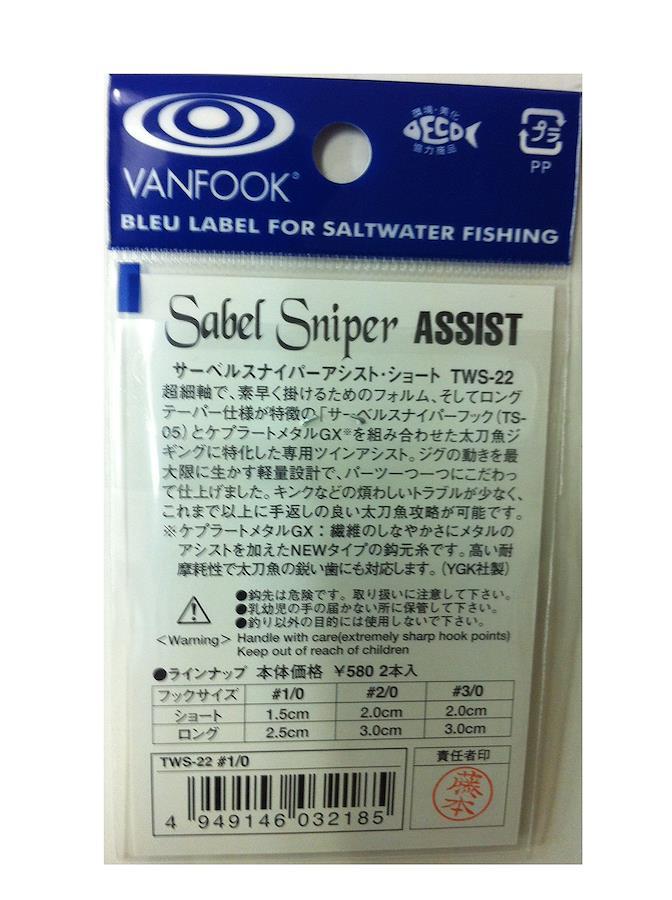 環境・美化
DECO
協力商品
プラ
PP
VANFOOK®
BLEU LABEL FOR SALTWATER FISHING
Sabel Sniper ASSIST
サーベルスナイパーアシスト・ショート TWS-22
超細軸で、素早く掛けるためのフォルム、そしてロング
テーパー仕様が特徴の「サーベルスナイパーフック(TS-
05)とケプラートメタルGX※を組み合わせた太刀魚ジ
ギングに特化した専用ツインアシスト。ジグの動きを最
大限に生かす軽量設計で、パーツ一つ一つにこだわっ
て仕上げました。キンクなどの煩わしいトラブルが少なく、
これまで以上に手返しの良い太刀魚攻略が可能です。
※ケプラートメタルGX：繊維のしなやかさにメタルの
アシストを加えたNEWタイプの鈎元糸です。高い耐
摩耗性で太刀魚の鋭い歯にも対応します。(YGK社製)
●鈎先は危険です。取り扱いに注意して下さい。
●乳幼児の手の届かない所に保管して下さい。
●釣り以外の目的には使用しないで下さい。
<Warning> Handle with care(extremely sharp hook points)
Keep out of reach of children
●ラインナップ 本体価格 ￥580 2本入
フックサイズ #1/0 #2/0 #3/0
ショート 1.5cm 2.0cm 2.0cm
ロング 2.5cm 3.0cm 3.0cm
TWS-22 #1/0
4 949146 032185
責任者印
藤本